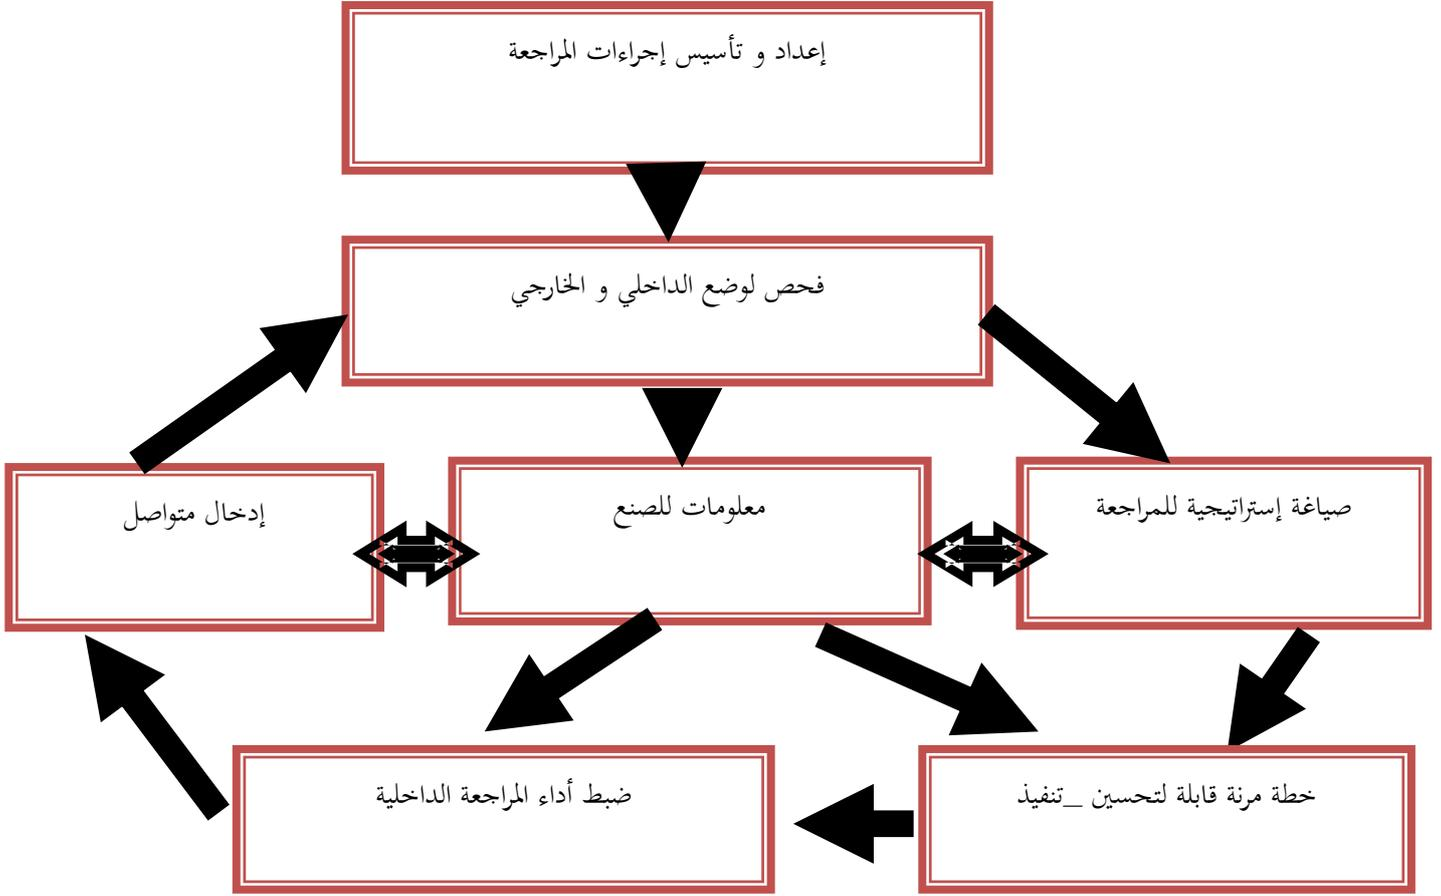 إعداد و تأسيس إجراءات المراجعة
فحص لوضع الداخلي و الخارجي
صياغة إستراتيجية للمراجعة
معلومات للصنع
إدخال متواصل
خطة مرنة قابلة لتحسين _تنفيذ
ضبط أداء المراجعة الداخلية